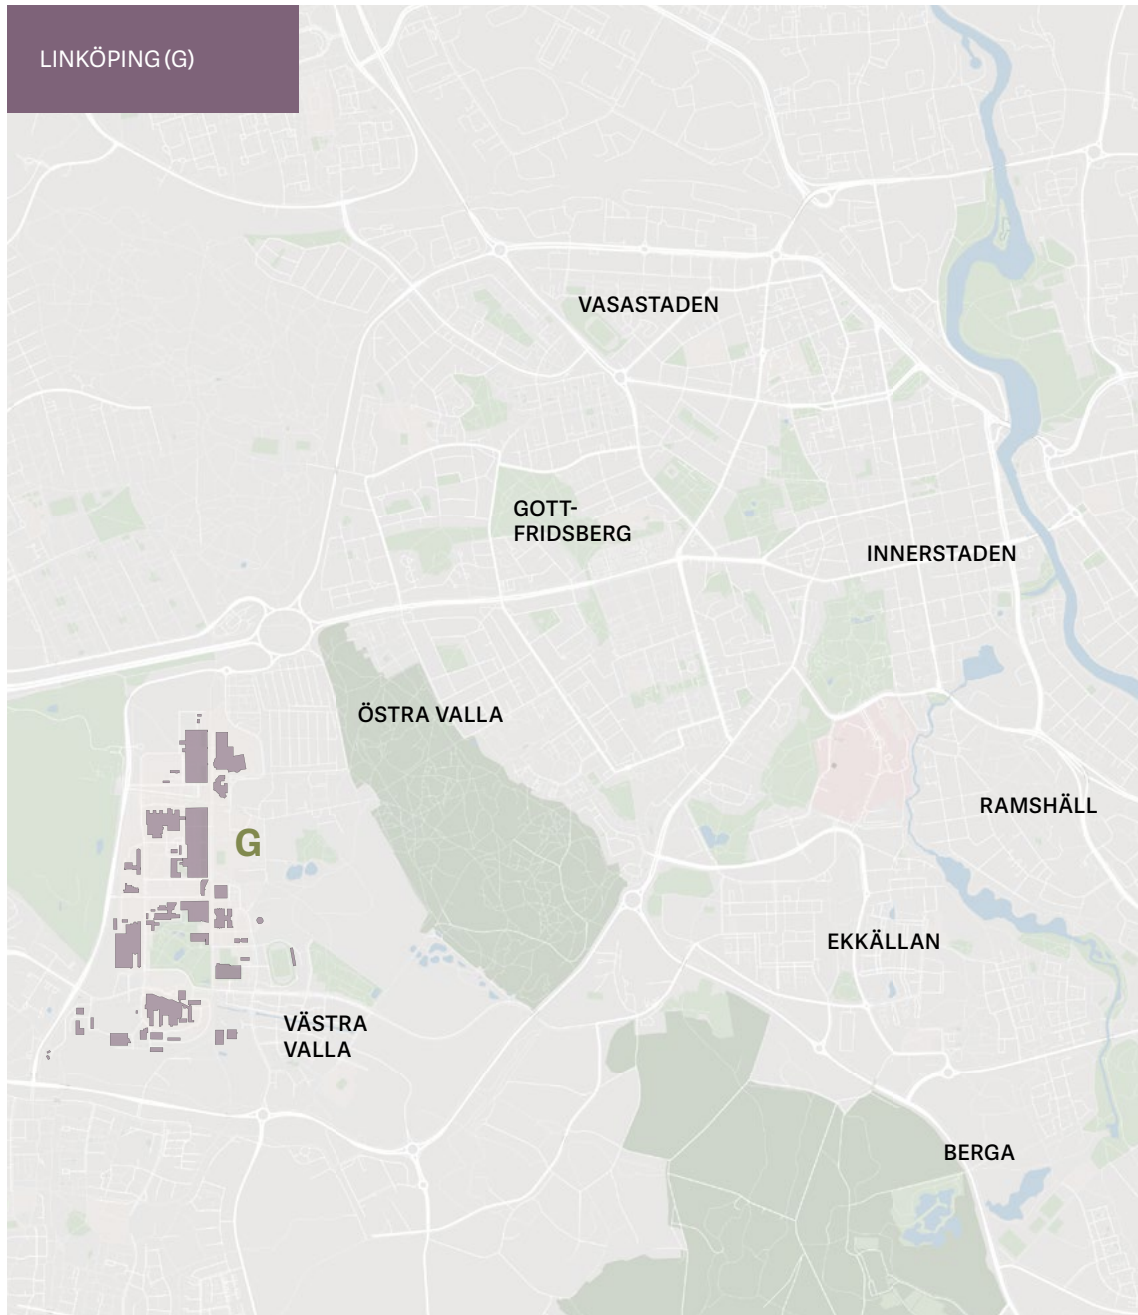 LINKÖPING (G)
VASASTADEN
GOTT-
FRIDSBERG
INNERSTADEN
ÖSTRA VALLA
RAMSHÄLL
G
EKKÄLLAN
VÄSTRA
VALLA
BERGA